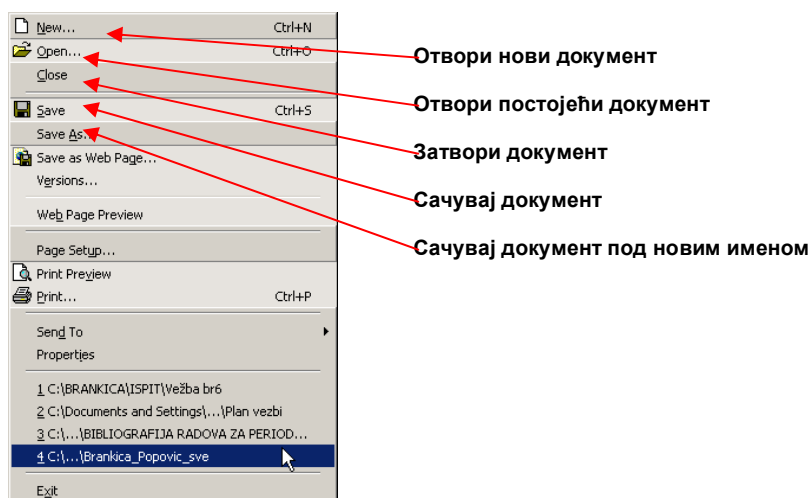 New... Ctrl+N
Open... Ctrl+O
Close
Save Ctrl+S
Save As...
Save as Web Page...
Versions...
Web Page Preview
Page Setup...
Print Preview
Print... Ctrl+P
Send To
Properties
1 C:\BRANKICA\ISPIT\Vežba br6
2 C:\Documents and Settings\...\Plan vezbi
3 C:\...\BIBLIOGRAFIJA RADOVA ZA PERIOD...
4 C:\...\Brankica_Popovic_sve
Exit
Отвори нови документ
Отвори постојећи документ
Затвори документ
Сачувај документ
Сачувај документ под новим именом